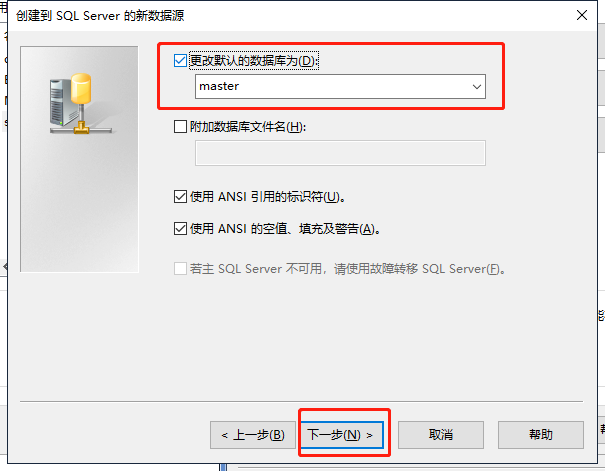 创建到 SQL Server 的新数据源
更改默认的数据库为(D):
master
附加数据库文件名(H):
使用 ANSI 引用的标识符(U)。
使用 ANSI 的空值、填充及警告(A)。
若主 SQL Server 不可用，请使用故障转移 SQL Server(F)。
< 上一步(B)
下一步(N) >
取消
帮助